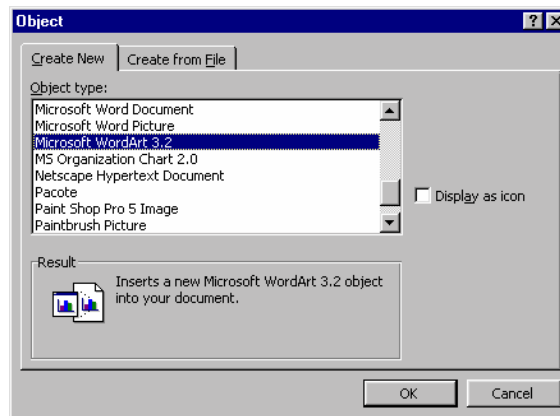 Object
Create New
Create from File
Object type:
Microsoft Word Document
Microsoft Word Picture
Microsoft WordArt 3.2
MS Organization Chart 2.0
Netscape Hypertext Document
Pacote
Paint Shop Pro 5 Image
Paintbrush Picture
Display as icon
Result
Inserts a new Microsoft WordArt 3.2 object
into your document.
OK
Cancel